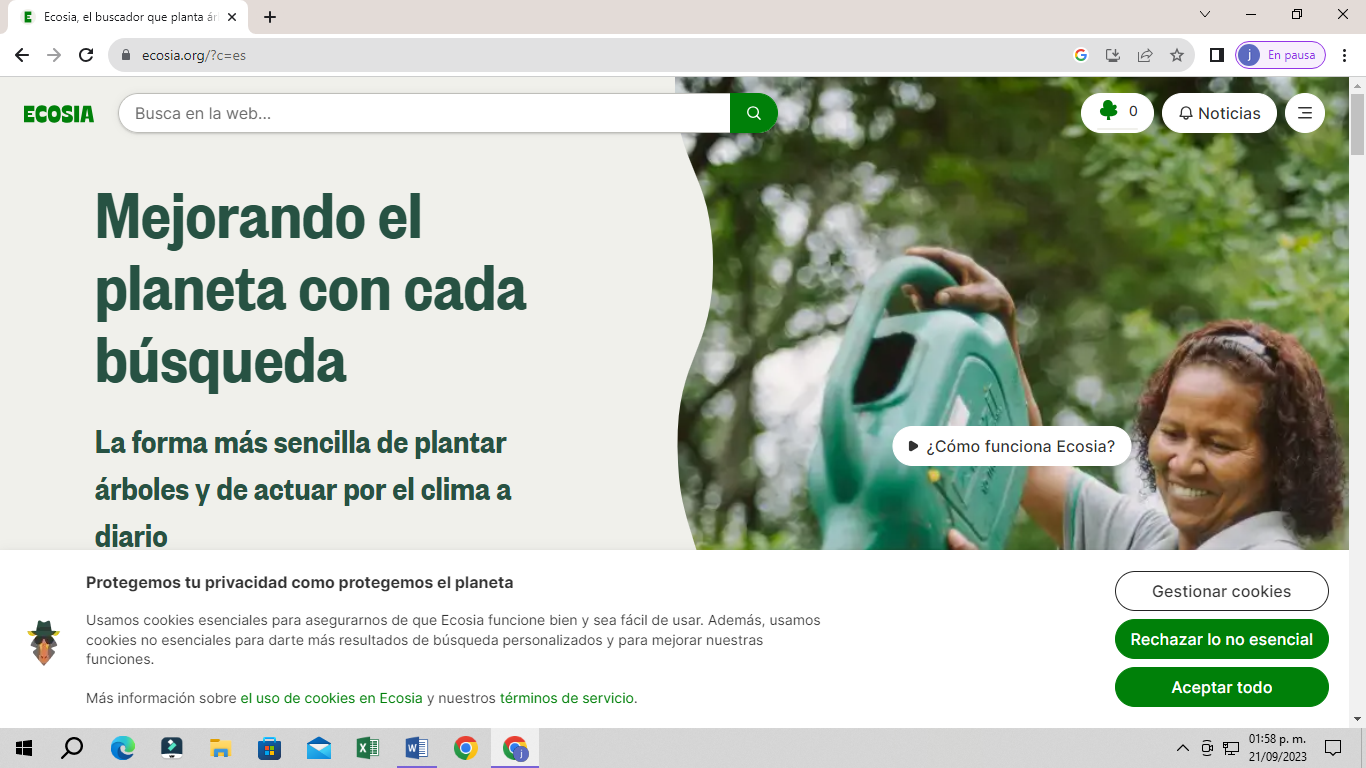 Ecosia, el buscador que planta ár
ecosia.org/?c=es
En pausa
ECOSIA
Busca en la web...
0
Noticias
Mejorando el
planeta con cada
búsqueda
La forma más sencilla de plantar
árboles y de actuar por el clima a
diario
¿Cómo funciona Ecosia?
Protegemos tu privacidad como protegemos el planeta
Usamos cookies esenciales para asegurarnos de que Ecosia funcione bien y sea fácil de usar. Además, usamos
cookies no esenciales para darte más resultados de búsqueda personalizados y para mejorar nuestras
funciones.
Más información sobre el uso de cookies en Ecosia y nuestros términos de servicio.
Gestionar cookies
Rechazar lo no esencial
Aceptar todo
01:58 p. m.
21/09/2023